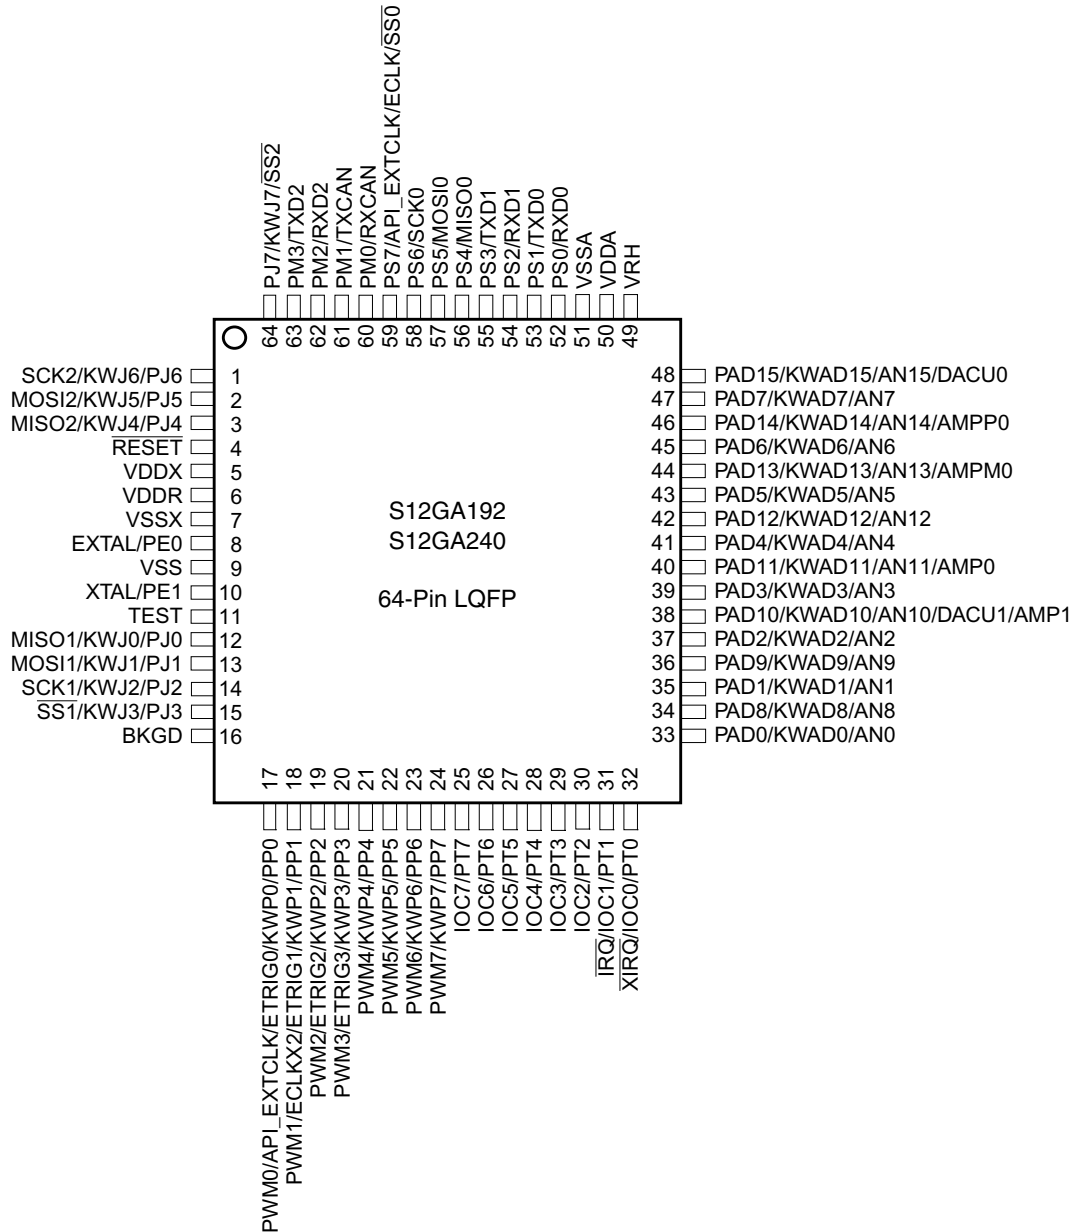 PJ7/KWJ7/SS2
PM3/TXD2
PM2/RXD2
PM1/TXCAN
PM0/RXCAN
PS7/API_EXTCLK/ECLK/SS0
PS6/SCK0
PS5/MOSI0
PS4/MISO0
PS3/TXD1
PS2/RXD1
PS1/TXD0
PS0/RXD0
VSSA
VDDA
VRH
64
63
62
61
60
59
58
57
56
55
54
53
52
51
50
49
SCK2/KWJ6/PJ6 1
MOSI2/KWJ5/PJ5 2
MISO2/KWJ4/PJ4 3
RESET 4
VDDX 5
VDDR 6
VSSX 7
EXTAL/PE0 8
VSS 9
XTAL/PE1 10
TEST 11
MISO1/KWJ0/PJ0 12
MOSI1/KWJ1/PJ1 13
SCK1/KWJ2/PJ2 14
SS1/KWJ3/PJ3 15
BKGD 16
S12GA192
S12GA240
64-Pin LQFP
48 PAD15/KWAD15/AN15/DACU0
47 PAD7/KWAD7/AN7
46 PAD14/KWAD14/AN14/AMPP0
45 PAD6/KWAD6/AN6
44 PAD13/KWAD13/AN13/AMPM0
43 PAD5/KWAD5/AN5
42 PAD12/KWAD12/AN12
41 PAD4/KWAD4/AN4
40 PAD11/KWAD11/AN11/AMP0
39 PAD3/KWAD3/AN3
38 PAD10/KWAD10/AN10/DACU1/AMP1
37 PAD2/KWAD2/AN2
36 PAD9/KWAD9/AN9
35 PAD1/KWAD1/AN1
34 PAD8/KWAD8/AN8
33 PAD0/KWAD0/AN0
17
18
19
20
21
22
23
24
25
26
27
28
29
30
31
32
PWM0/API_EXTCLK/ETRIG0/KWP0/PP0
PWM1/ECLKX2/ETRIG1/KWP1/PP1
PWM2/ETRIG2/KWP2/PP2
PWM3/ETRIG3/KWP3/PP3
PWM4/KWP4/PP4
PWM5/KWP5/PP5
PWM6/KWP6/PP6
PWM7/KWP7/PP7
IOC7/PT7
IOC6/PT6
IOC5/PT5
IOC4/PT4
IOC3/PT3
IOC2/PT2
IRQ/IOC1/PT1
XIRQ/IOC0/PT0